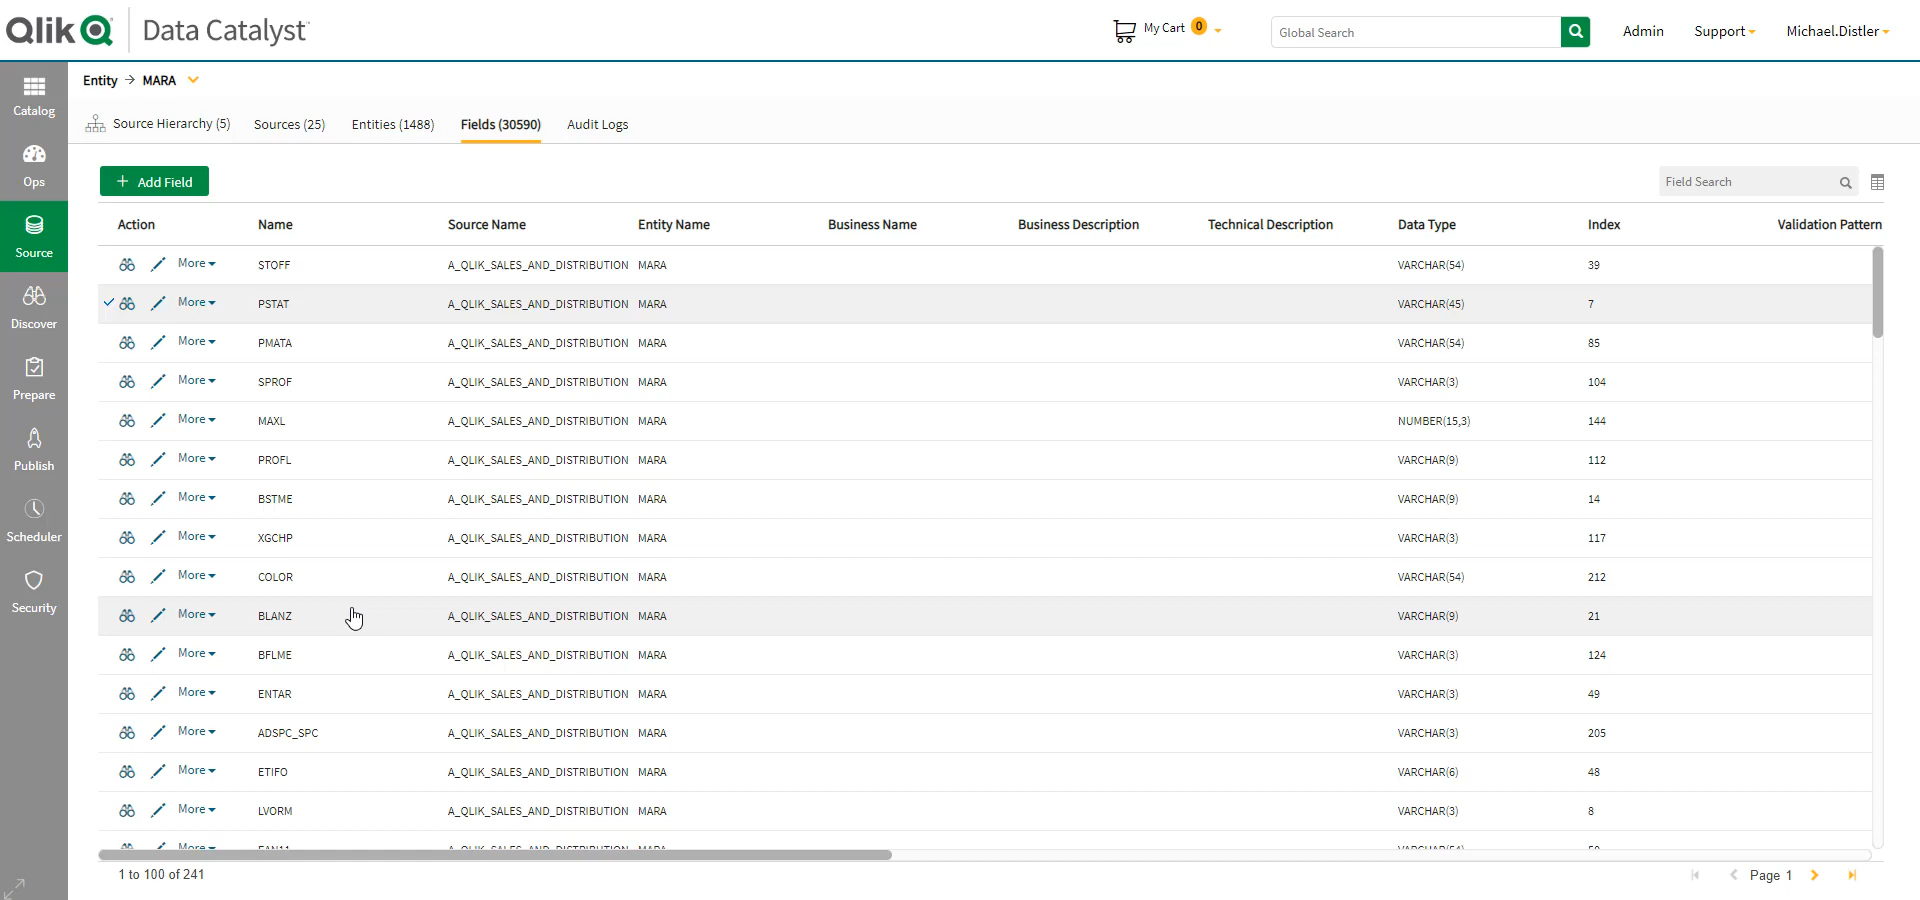 Qlik Data Catalyst My Cart 0 Global Search Admin Support Michael.Distler
Entity → MARA
Source Hierarchy (5) Sources (25) Entities (1488) Fields (30590) Audit Logs
+ Add Field Field Search
Action Name Source Name Entity Name Business Name Business Description Technical Description Data Type Index Validation Pattern
More STOFF A_QLIK_SALES_AND_DISTRIBUTION MARA VARCHAR(54) 39
More PSTAT A_QLIK_SALES_AND_DISTRIBUTION MARA VARCHAR(45) 7
More PMATA A_QLIK_SALES_AND_DISTRIBUTION MARA VARCHAR(54) 85
More SPROF A_QLIK_SALES_AND_DISTRIBUTION MARA VARCHAR(3) 104
More MAXL A_QLIK_SALES_AND_DISTRIBUTION MARA NUMBER(15,3) 144
More PROFL A_QLIK_SALES_AND_DISTRIBUTION MARA VARCHAR(9) 112
More BSTME A_QLIK_SALES_AND_DISTRIBUTION MARA VARCHAR(9) 14
More XGCHP A_QLIK_SALES_AND_DISTRIBUTION MARA VARCHAR(3) 117
More COLOR A_QLIK_SALES_AND_DISTRIBUTION MARA VARCHAR(54) 212
More BLANZ A_QLIK_SALES_AND_DISTRIBUTION MARA VARCHAR(9) 21
More BFLME A_QLIK_SALES_AND_DISTRIBUTION MARA VARCHAR(3) 124
More ENTAR A_QLIK_SALES_AND_DISTRIBUTION MARA VARCHAR(3) 49
More ADSPC_SPC A_QLIK_SALES_AND_DISTRIBUTION MARA VARCHAR(3) 205
More ETIFO A_QLIK_SALES_AND_DISTRIBUTION MARA VARCHAR(6) 48
More LVORM A_QLIK_SALES_AND_DISTRIBUTION MARA VARCHAR(3) 8
More EAN11 A_QLIK_SALES_AND_DISTRIBUTION MARA VARCHAR(54)
1 to 100 of 241 Page 1
Catalog
Ops
Source
Discover
Prepare
Publish
Scheduler
Security